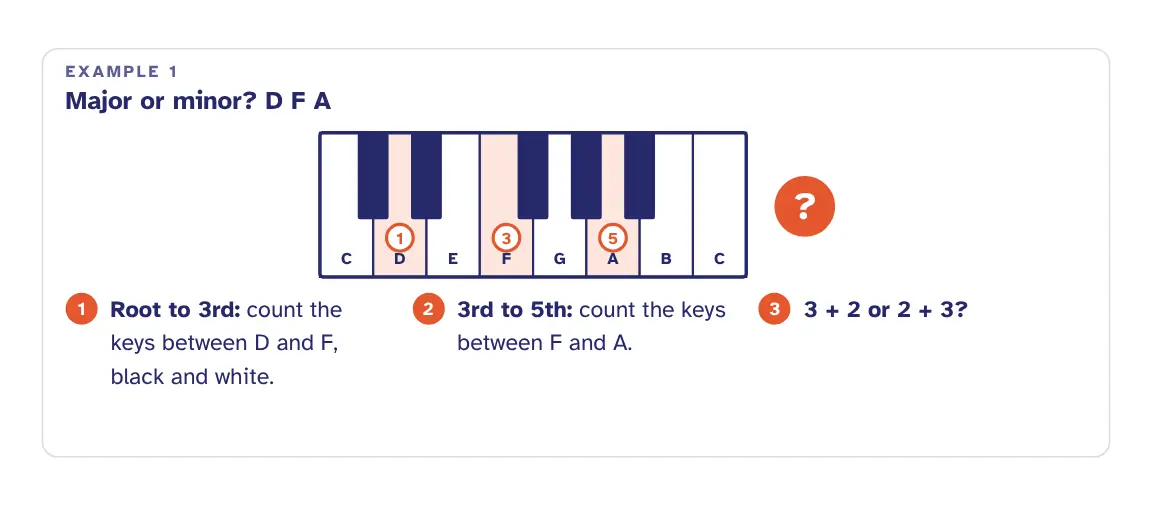 EXAMPLE 1
Major or minor? D F A
?
1 3 5
C D E F G A B C
1 Root to 3rd: count the
keys between D and F,
black and white.
2 3rd to 5th: count the keys
between F and A.
3 3 + 2 or 2 + 3?